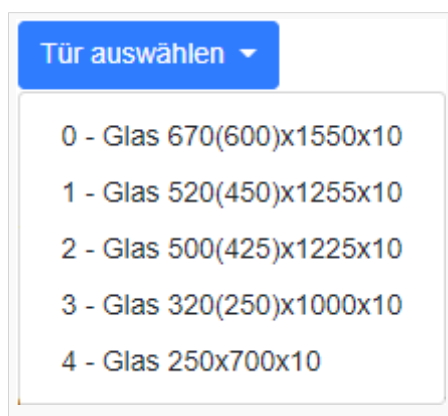 Tür auswählen
0 - Glas 670(600)x1550x10
1 - Glas 520(450)x1255x10
2 - Glas 500(425)x1225x10
3 - Glas 320(250)x1000x10
4 - Glas 250x700x10